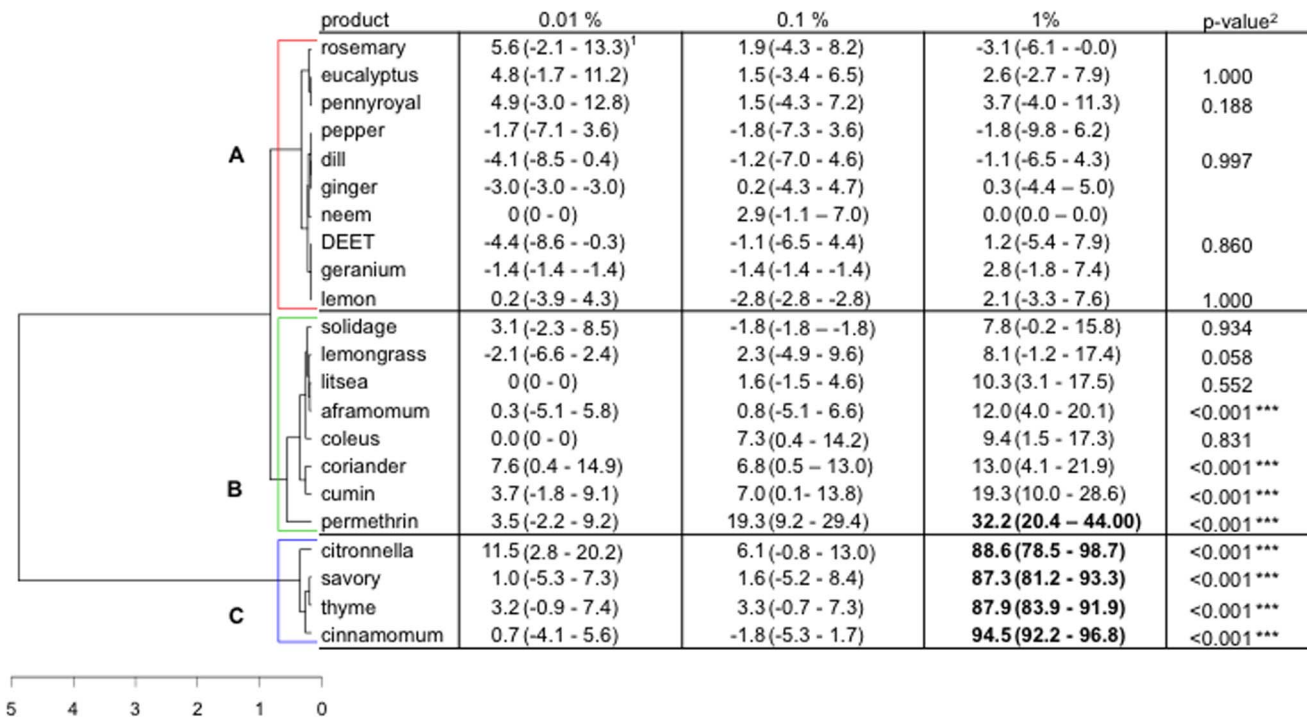 product 0.01 % 0.1 % 1% p-value²
rosemary 5.6 (-2.1 - 13.3)¹ 1.9 (-4.3 - 8.2) -3.1 (-6.1 - -0.0)
eucalyptus 4.8 (-1.7 - 11.2) 1.5 (-3.4 - 6.5) 2.6 (-2.7 - 7.9) 1.000
pennyroyal 4.9 (-3.0 - 12.8) 1.5 (-4.3 - 7.2) 3.7 (-4.0 - 11.3) 0.188
pepper -1.7 (-7.1 - 3.6) -1.8 (-7.3 - 3.6) -1.8 (-9.8 - 6.2)
A dill -4.1 (-8.5 - 0.4) -1.2 (-7.0 - 4.6) -1.1 (-6.5 - 4.3) 0.997
ginger -3.0 (-3.0 - -3.0) 0.2 (-4.3 - 4.7) 0.3 (-4.4 – 5.0)
neem 0 (0 - 0) 2.9 (-1.1 – 7.0) 0.0 (0.0 – 0.0)
DEET -4.4 (-8.6 - -0.3) -1.1 (-6.5 - 4.4) 1.2 (-5.4 - 7.9) 0.860
geranium -1.4 (-1.4 - -1.4) -1.4 (-1.4 - -1.4) 2.8 (-1.8 - 7.4)
lemon 0.2 (-3.9 - 4.3) -2.8 (-2.8 - -2.8) 2.1 (-3.3 - 7.6) 1.000
solidage 3.1 (-2.3 - 8.5) -1.8 (-1.8 – -1.8) 7.8 (-0.2 - 15.8) 0.934
lemongrass -2.1 (-6.6 - 2.4) 2.3 (-4.9 - 9.6) 8.1 (-1.2 - 17.4) 0.058
litsea 0 (0 - 0) 1.6 (-1.5 - 4.6) 10.3 (3.1 - 17.5) 0.552
aframomum 0.3 (-5.1 - 5.8) 0.8 (-5.1 - 6.6) 12.0 (4.0 - 20.1) <0.001 ***
coleus 0.0 (0 - 0) 7.3 (0.4 - 14.2) 9.4 (1.5 - 17.3) 0.831
coriander 7.6 (0.4 - 14.9) 6.8 (0.5 – 13.0) 13.0 (4.1 - 21.9) <0.001 ***
B cumin 3.7 (-1.8 - 9.1) 7.0 (0.1- 13.8) 19.3 (10.0 - 28.6) <0.001 ***
permethrin 3.5 (-2.2 - 9.2) 19.3 (9.2 - 29.4) 32.2 (20.4 – 44.00) <0.001 ***
citronnella 11.5 (2.8 - 20.2) 6.1 (-0.8 - 13.0) 88.6 (78.5 - 98.7) <0.001 ***
savory 1.0 (-5.3 - 7.3) 1.6 (-5.2 - 8.4) 87.3 (81.2 - 93.3) <0.001 ***
C thyme 3.2 (-0.9 - 7.4) 3.3 (-0.7 - 7.3) 87.9 (83.9 - 91.9) <0.001 ***
cinnamomum 0.7 (-4.1 - 5.6) -1.8 (-5.3 - 1.7) 94.5 (92.2 - 96.8) <0.001 ***
5 4 3 2 1 0